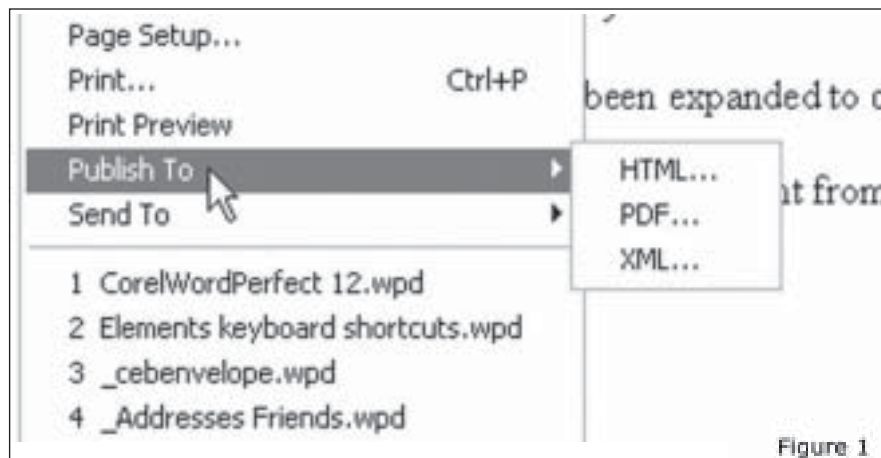 Page Setup...
Print... Ctrl+P
Print Preview
Publish To
Send To
HTML...
PDF...
XML...
1 CorelWordPerfect 12.wpd
2 Elements keyboard shortcuts.wpd
3 _cebenvelope.wpd
4 _Addresses Friends.wpd
been expanded to
from
Figure 1